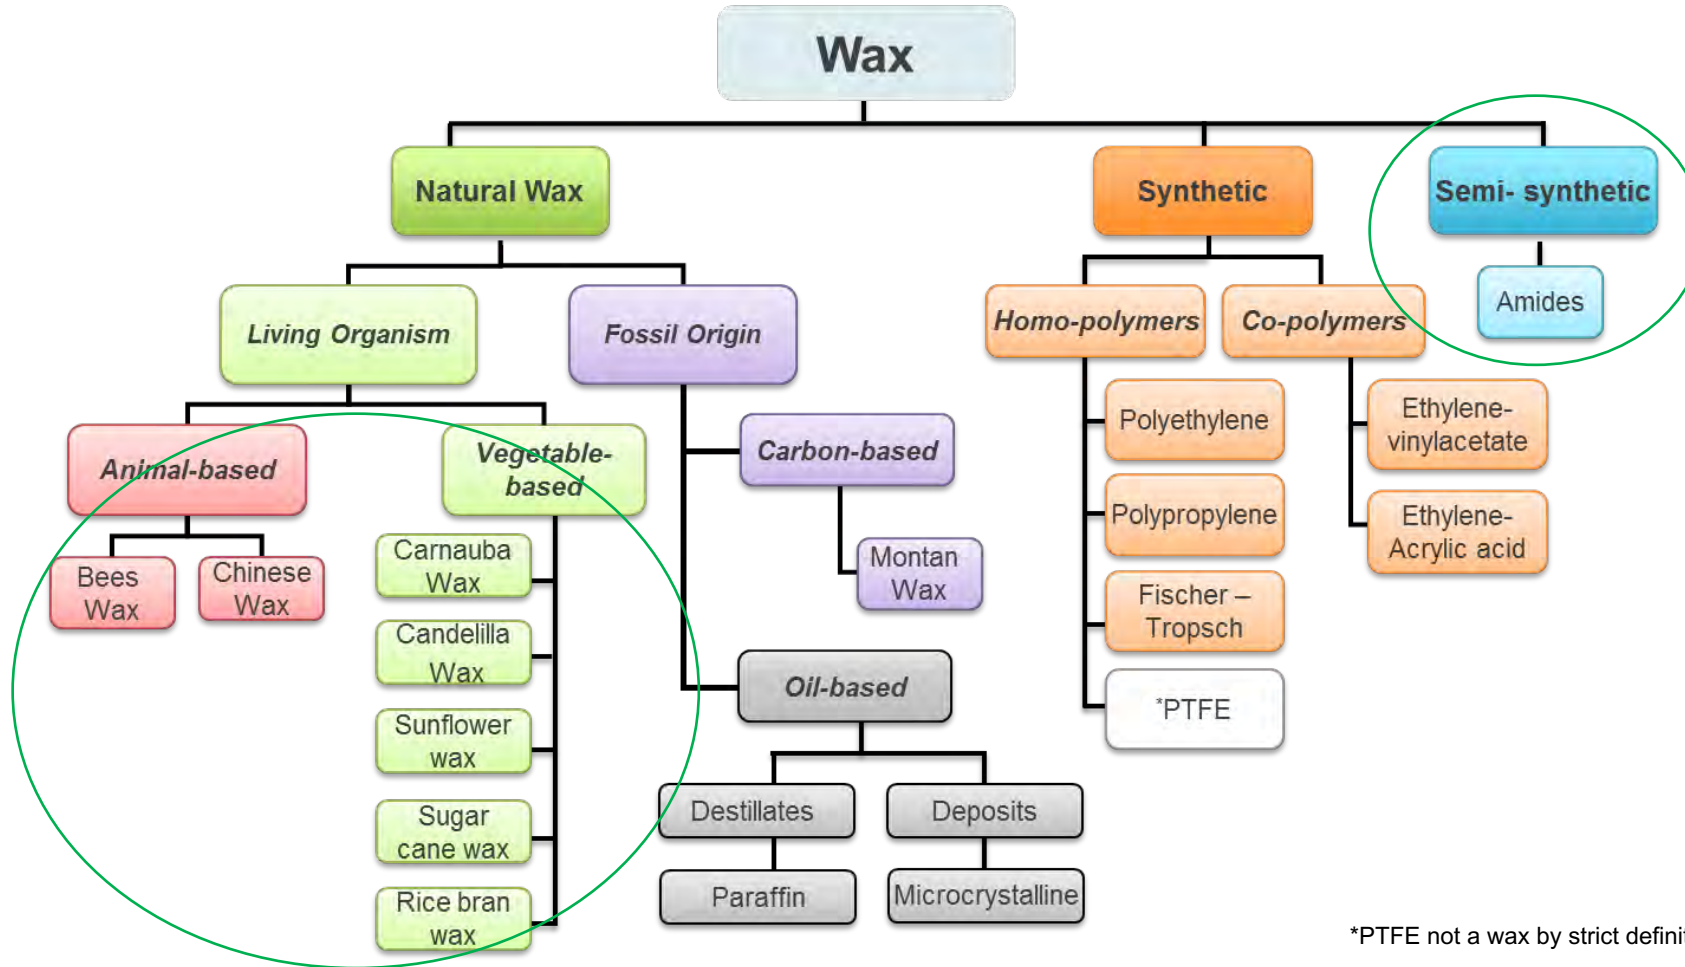 Wax
Natural Wax
Synthetic
Semi- synthetic
Living Organism
Fossil Origin
Homo-polymers
Co-polymers
Amides
Animal-based
Vegetable-
based
Carbon-based
Polyethylene
Ethylene-
vinylacetate
Bees
Wax
Chinese
Wax
Carnauba
Wax
Montan
Wax
Polypropylene
Ethylene-
Acrylic acid
Candelilla
Wax
Fischer –
Tropsch
Sunflower
wax
Oil-based
*PTFE
Sugar
cane wax
Destillates
Deposits
Rice bran
wax
Paraffin
Microcrystalline
*PTFE not a wax by strict definit